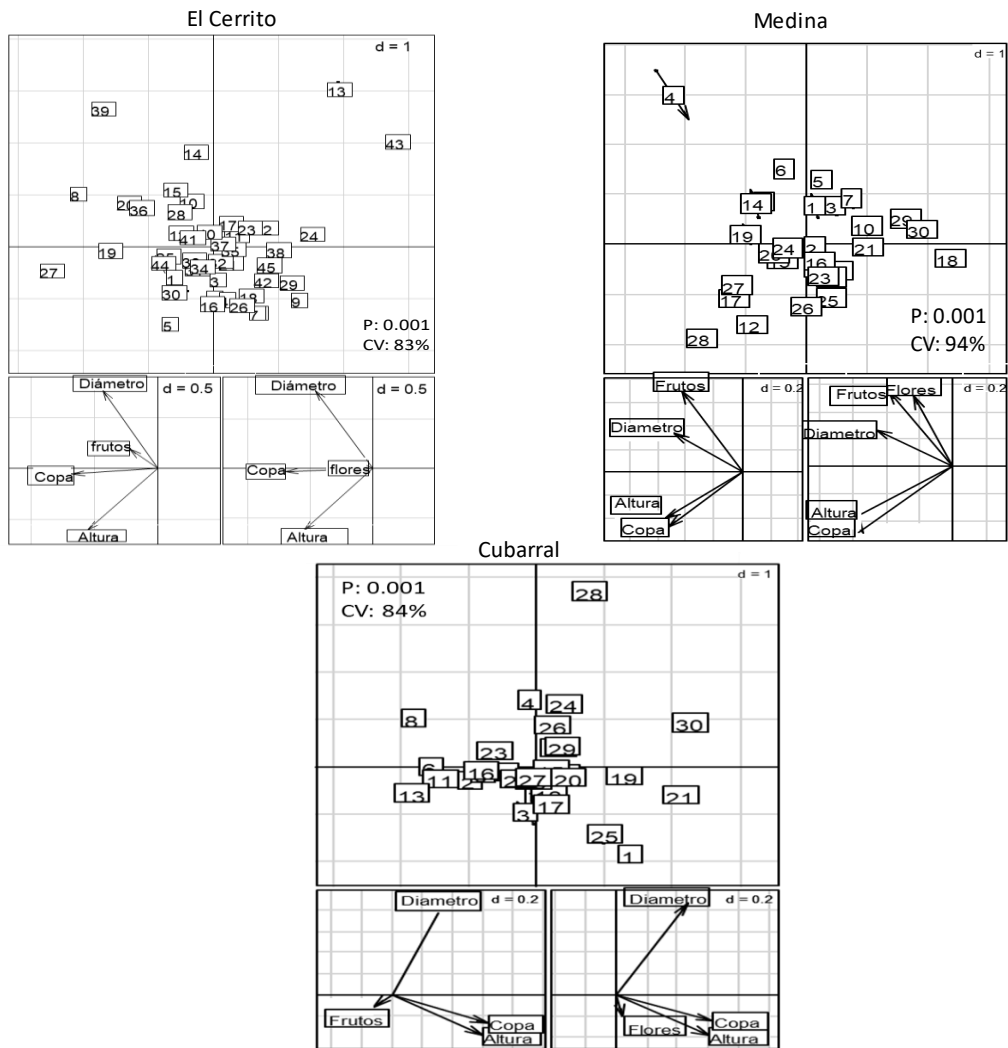 El Cerrito
d = 1
13
39
43
14
15
8
10
20
36
28
17
23
2
24
41
37
19
38
44
34
45
27
1
3
42
29
30
18
9
16
26
7
5
P: 0.001
CV: 83%
Diámetro
d = 0.5
frutos
Copa
Altura
Diámetro
d = 0.5
Copa
flores
Altura
Medina
d = 1
4
6
5
14
1
3
7
29
10
30
19
24
2
21
18
16
23
27
17
25
26
12
28
P: 0.001
CV: 94%
Frutos
d = 0.2
Diametro
Altura
Copa
Frutos
Flores
d = 0.2
Diametro
Altura
Copa
Cubarral
d = 1
P: 0.001
CV: 84%
28
4
24
8
26
30
23
29
6
16
11
2
27
20
19
13
21
17
3
25
1
Diametro
d = 0.2
Frutos
Copa
Altura
Diametro
d = 0.2
Flores
Copa
Altura